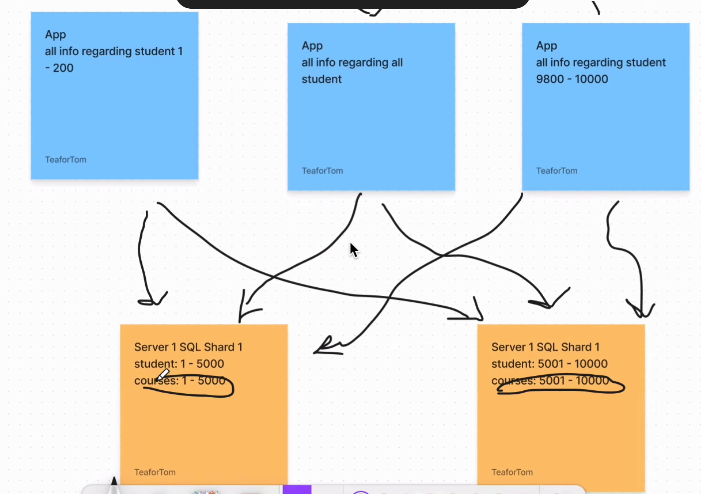 App
all info regarding student 1
- 200
TeaforTom
App
all info regarding all
student
TeaforTom
App
all info regarding student
9800 - 10000
TeaforTom
Server 1 SQL Shard 1
student: 1 - 5000
courses: 1 - 5000
TeaforTom
Server 1 SQL Shard 1
student: 5001 - 10000
courses: 5001 - 10000
TeaforTom